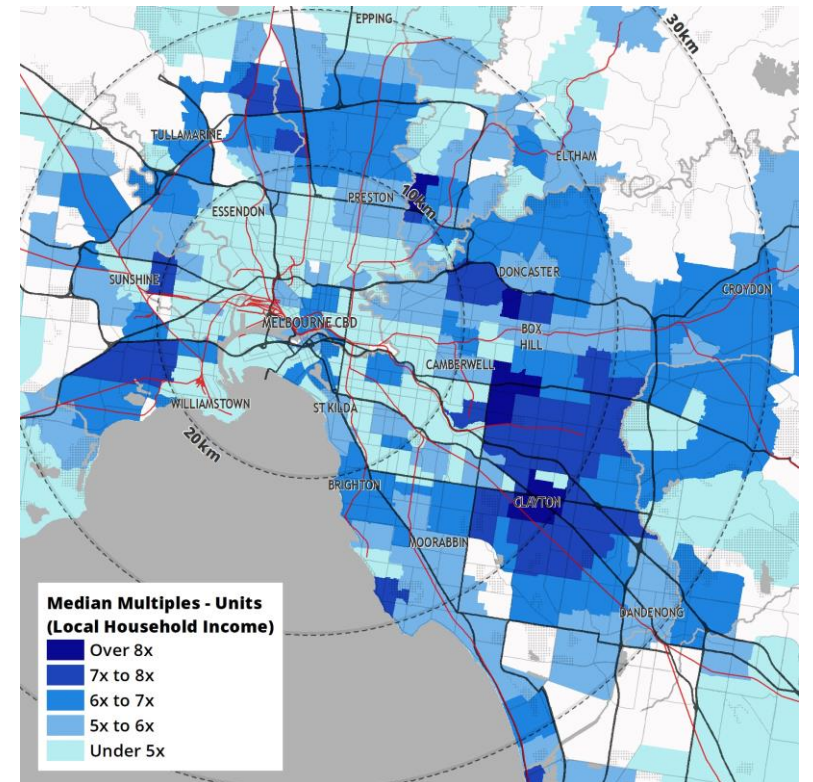 EPPING
30km
TULLAMARINE
ELTHAM
PRESTON
10km
ESSENDON
DONCASTER
SUNSHINE
CROYDON
MELBOURNE CBD
BOX
HILL
CAMBERWELL
WILLIAMSTOWN
ST KILDA
20km
BRIGHTON
CLAYTON
MOORABBIN
DANDENONG
Median Multiples - Units
(Local Household Income)
Over 8x
7x to 8x
6x to 7x
5x to 6x
Under 5x